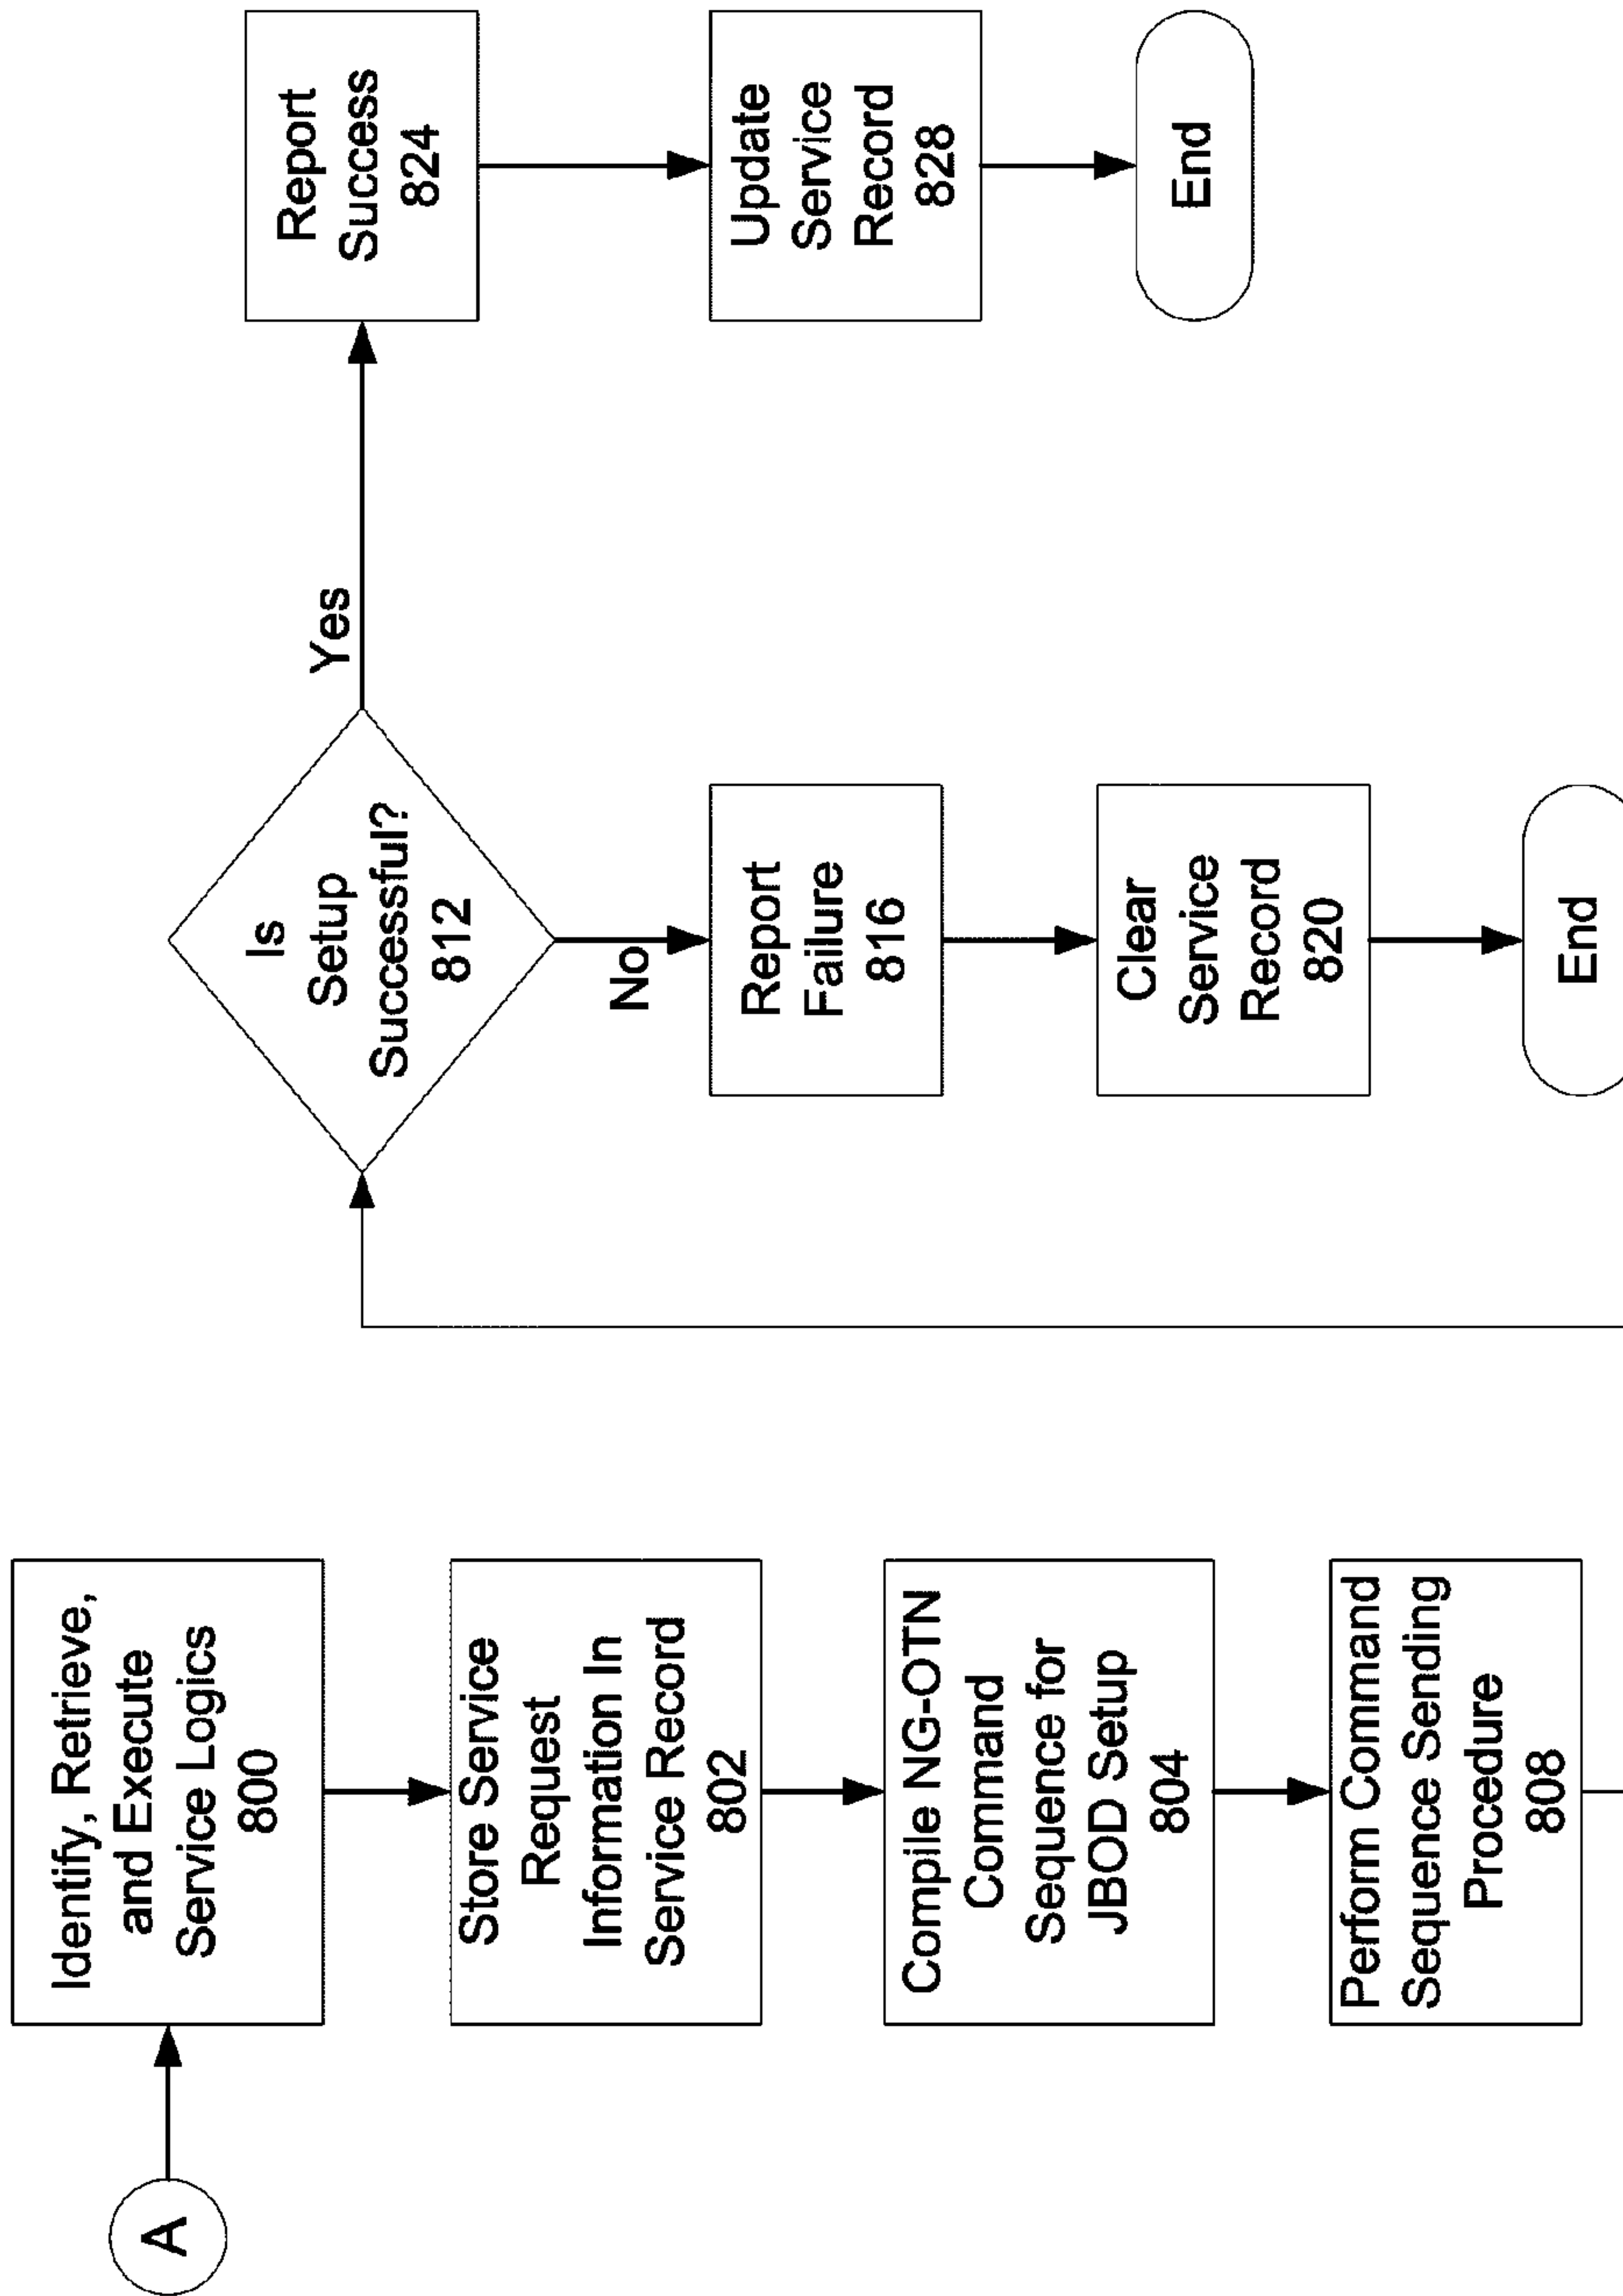 A
Identify, Retrieve,
and Execute
Service Logics
800
Store Service
Request
Information In
Service Record
802
Compile NG-OTN
Command
Sequence for
JBOD Setup
804
Perform Command
Sequence Sending
Procedure
808
Is
Setup
Successful?
812
No
Report
Failure
816
Clear
Service
Record
820
End
Yes
Report
Success
824
Update
Service
Record
828
End